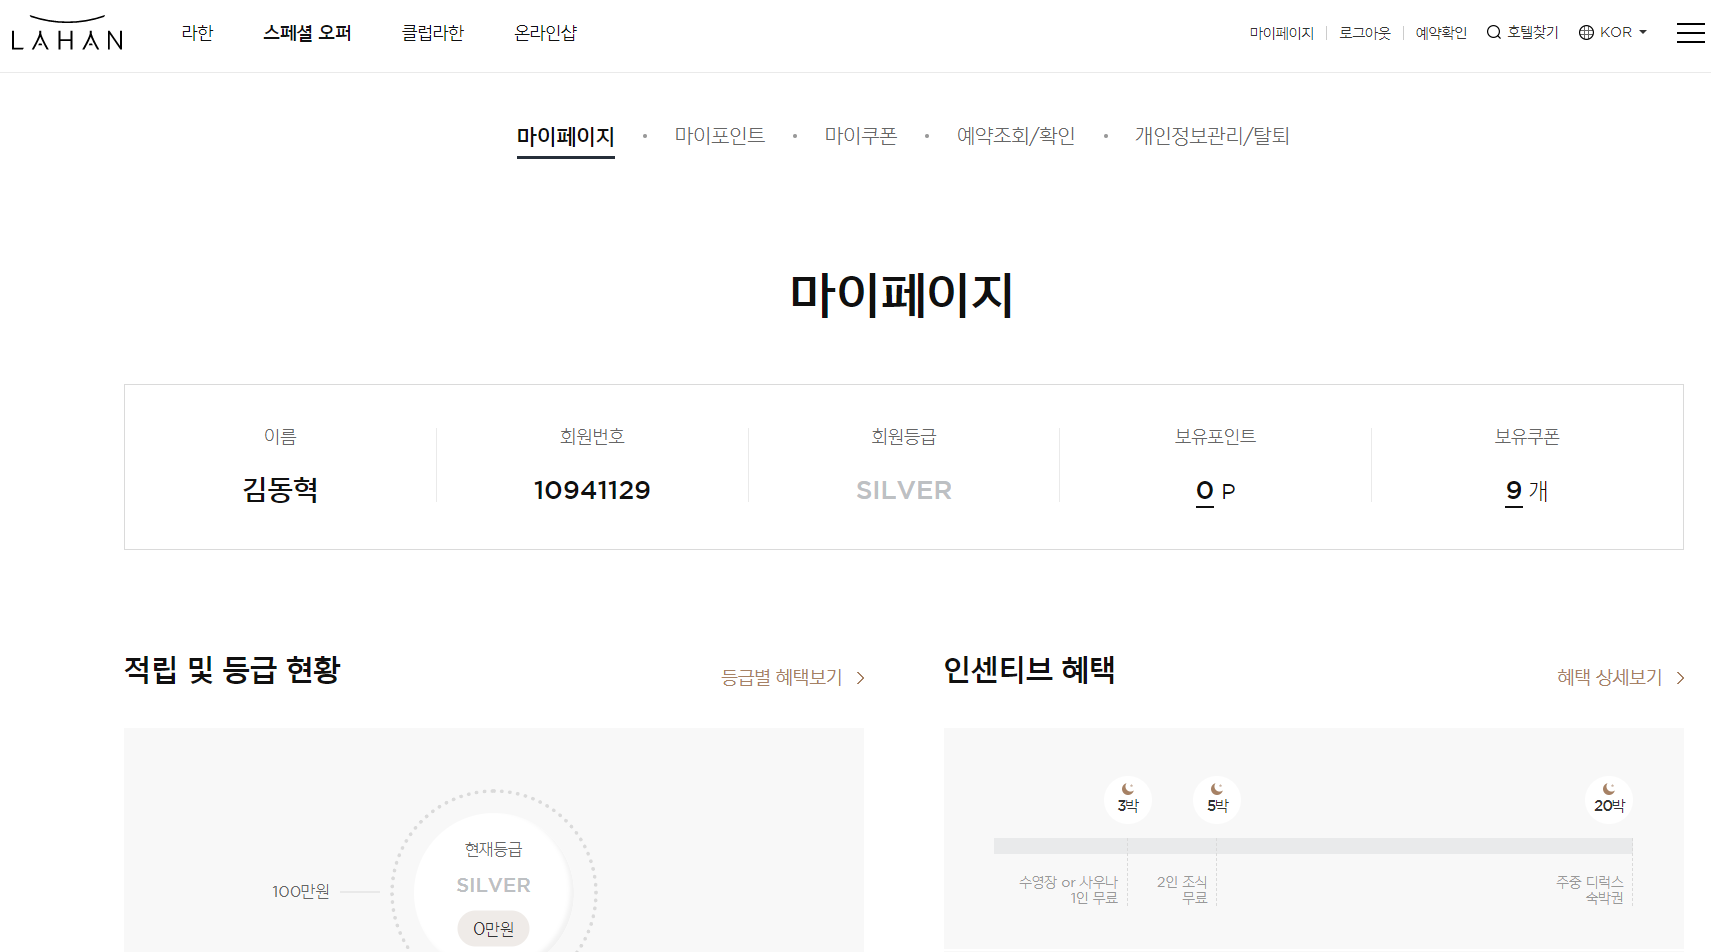 LAHAN
라한
스페셜 오퍼
클럽라한
온라인샵
마이페이지
로그아웃
예약확인
호텔찾기
KOR
마이페이지
마이포인트
마이쿠폰
예약조회/확인
개인정보관리/탈퇴
마이페이지
이름
김동혁
회원번호
10941129
회원등급
SILVER
보유포인트
0 P
보유쿠폰
9 개
적립 및 등급 현황
등급별 혜택보기
현재등급
SILVER
100만원
0만원
인센티브 혜택
혜택 상세보기
3박
5박
20박
수영장 or 사우나
1인 무료
2인 조식
무료
주중 디럭스
숙박권